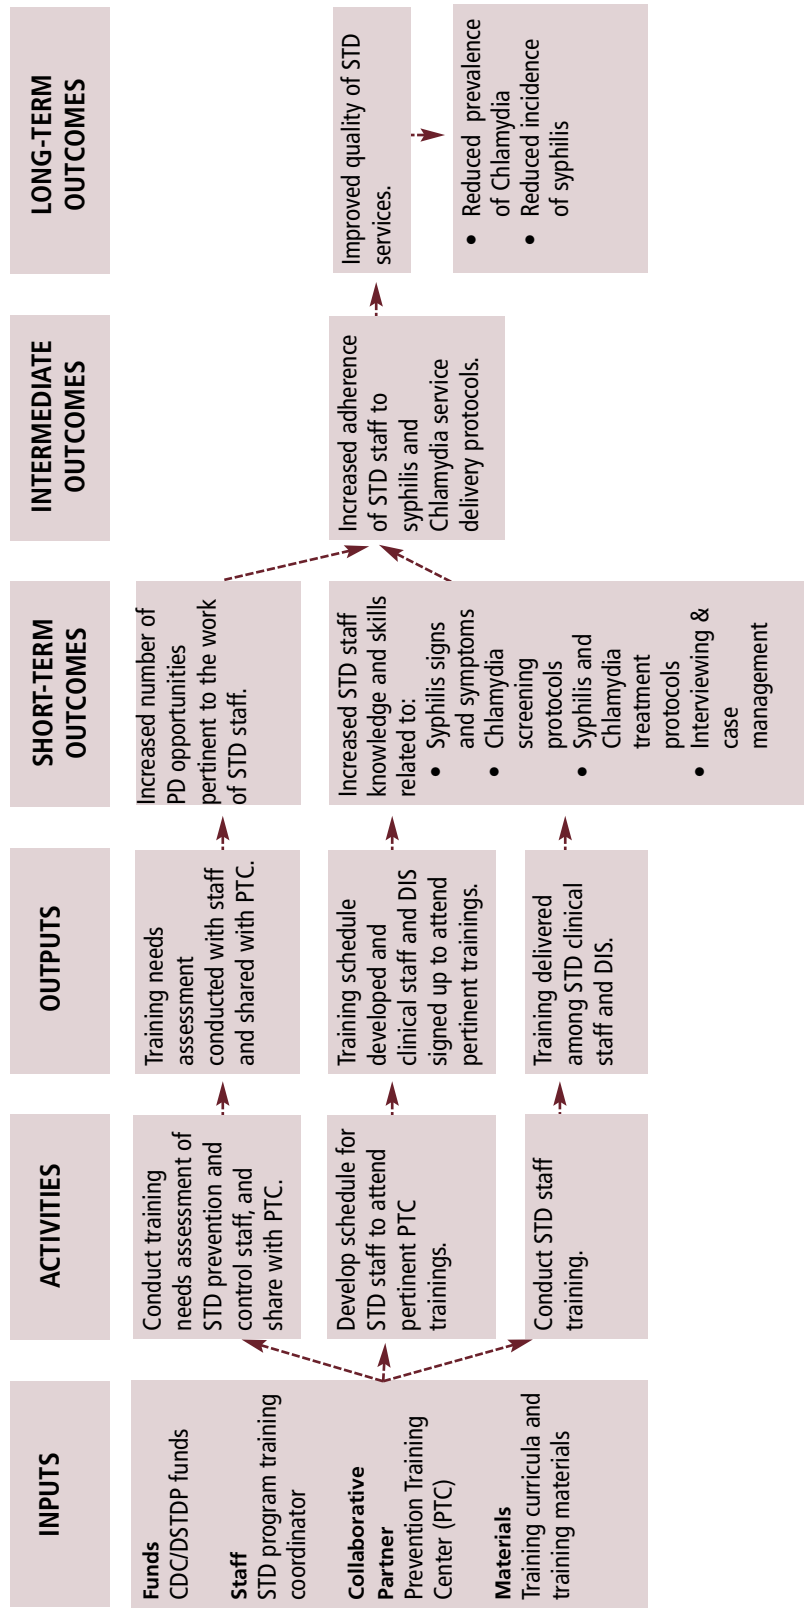 INPUTS
Funds
CDC/DSTDP funds
Staff
STD program training
coordinator
Collaborative
Partner
Prevention Training
Center (PTC)
Materials
Training curricula and
training materials
ACTIVITIES
Conduct training
needs assessment of
STD prevention and
control staff, and
share with PTC.
Develop schedule for
STD staff to attend
pertinent PTC
trainings.
Conduct STD staff
training.
OUTPUTS
Training needs
assessment
conducted with staff
and shared with PTC.
Training schedule
developed and
clinical staff and DIS
signed up to attend
pertinent trainings.
Training delivered
among STD clinical
staff and DIS.
SHORT-TERM
OUTCOMES
Increased number of
PD opportunities
pertinent to the work
of STD staff.
Increased STD staff
knowledge and skills
related to:
• Syphilis signs
and symptoms
• Chlamydia
screening
protocols
• Syphilis and
Chlamydia
treatment
protocols
• Interviewing &
case
management
INTERMEDIATE
OUTCOMES
Increased adherence
of STD staff to
syphilis and
Chlamydia service
delivery protocols.
LONG-TERM
OUTCOMES
Improved quality of STD
services.
• Reduced prevalence
of Chlamydia
• Reduced incidence
of syphilis